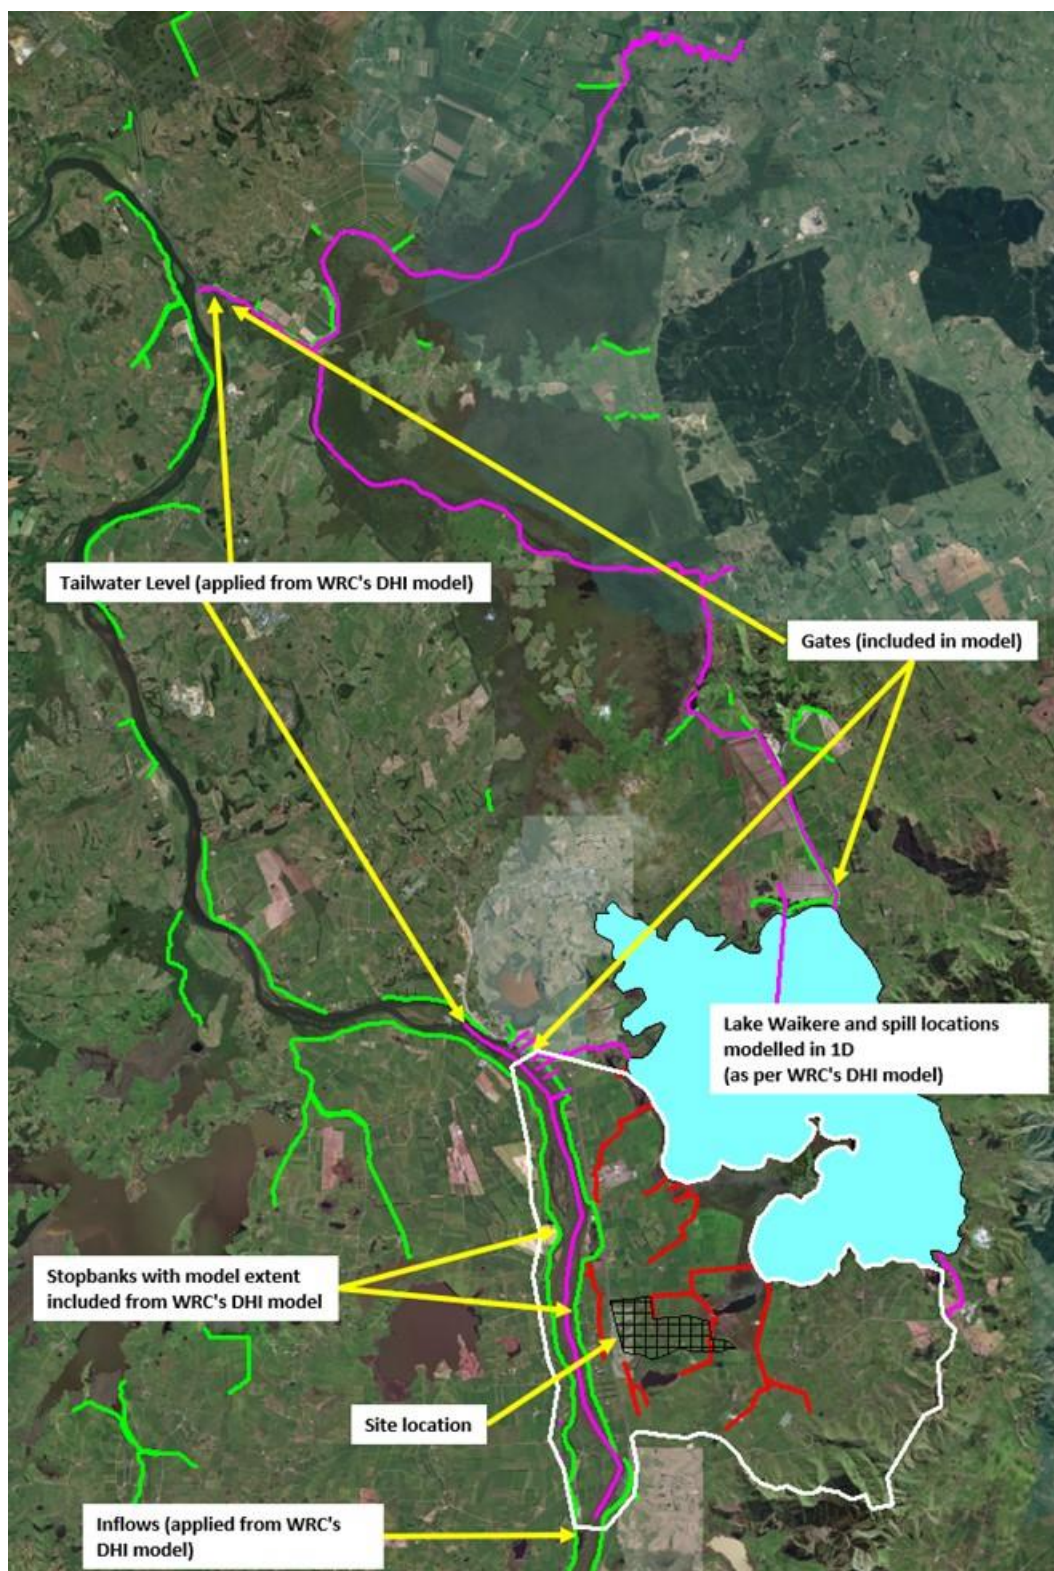 Tailwater Level (applied from WRC's DHI model)
Gates (included in model)
Lake Waikere and spill locations
modelled in 1D
(as per WRC's DHI model)
Stopbanks with model extent
included from WRC's DHI model
Site location
Inflows (applied from WRC's
DHI model)